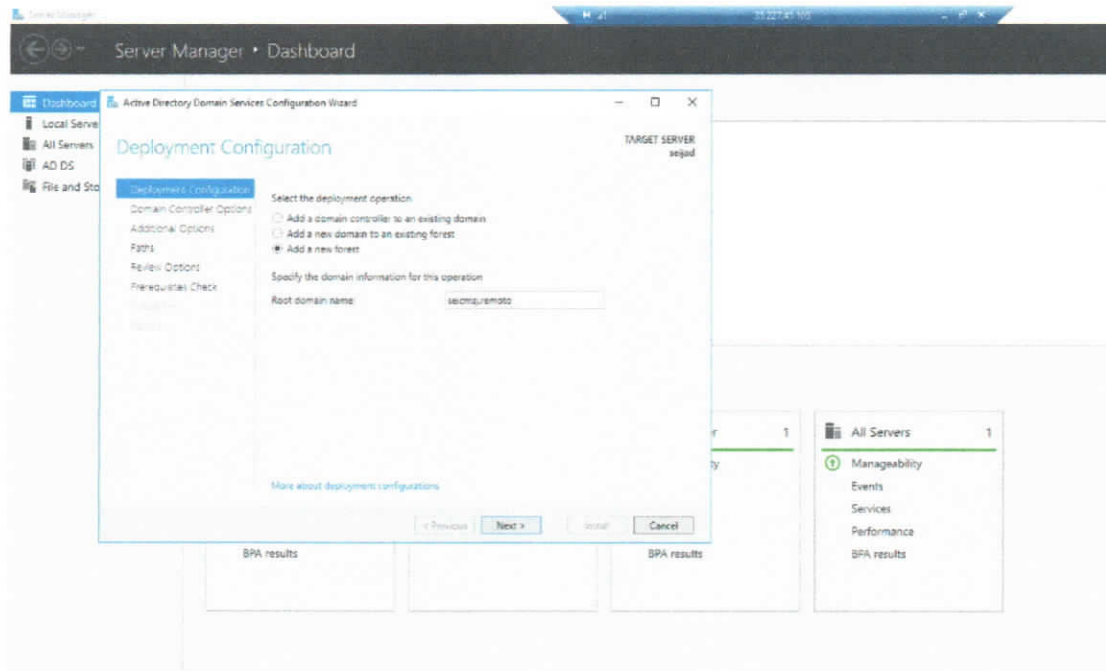 Server Manager
Server Manager • Dashboard
Dashboard
Local Serve
All Servers
AD DS
File and Sto
Active Directory Domain Services Configuration Wizard
Deployment Configuration
TARGET SERVER
seijad
Deployment Configuration
Domain Controller Options
Additional Options
Paths
Review Options
Prerequisites Check
Select the deployment operation
Add a domain controller to an existing domain
Add a new domain to an existing forest
Add a new forest
Specify the domain information for this operation
Root domain name
More about deployment configurations
< Previous
Next >
Install
Cancel
r 1
ty
BPA results
BPA results
All Servers 1
Manageability
Events
Services
Performance
BPA results